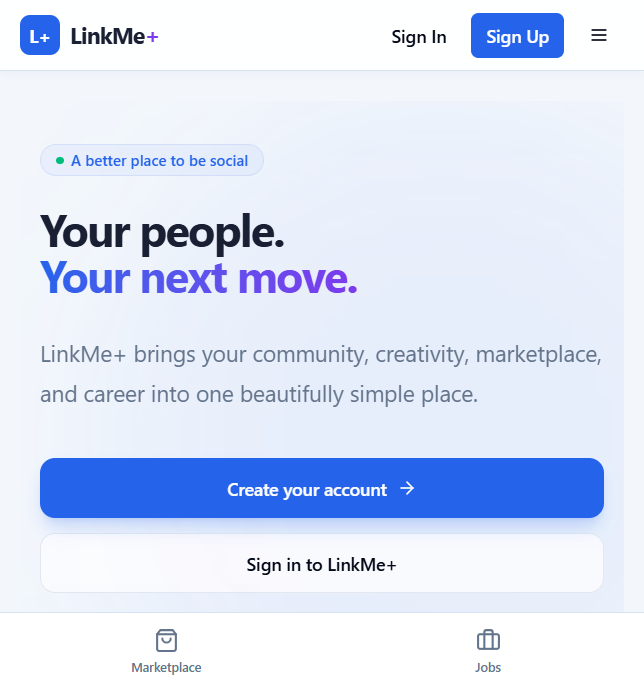 L+ LinkMe+ Sign In Sign Up
A better place to be social
Your people.
Your next move.
LinkMe+ brings your community, creativity, marketplace,
and career into one beautifully simple place.
Create your account →
Sign in to LinkMe+
Marketplace Jobs